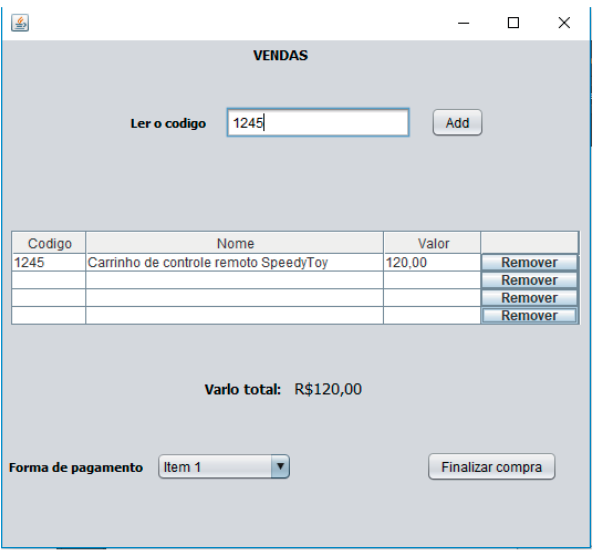 VENDAS
Ler o codigo 1245 Add
Codigo Nome Valor
1245 Carrinho de controle remoto SpeedyToy 120,00 Remover
Remover
Remover
Remover
Varlo total: R$120,00
Forma de pagamento Item 1 Finalizar compra